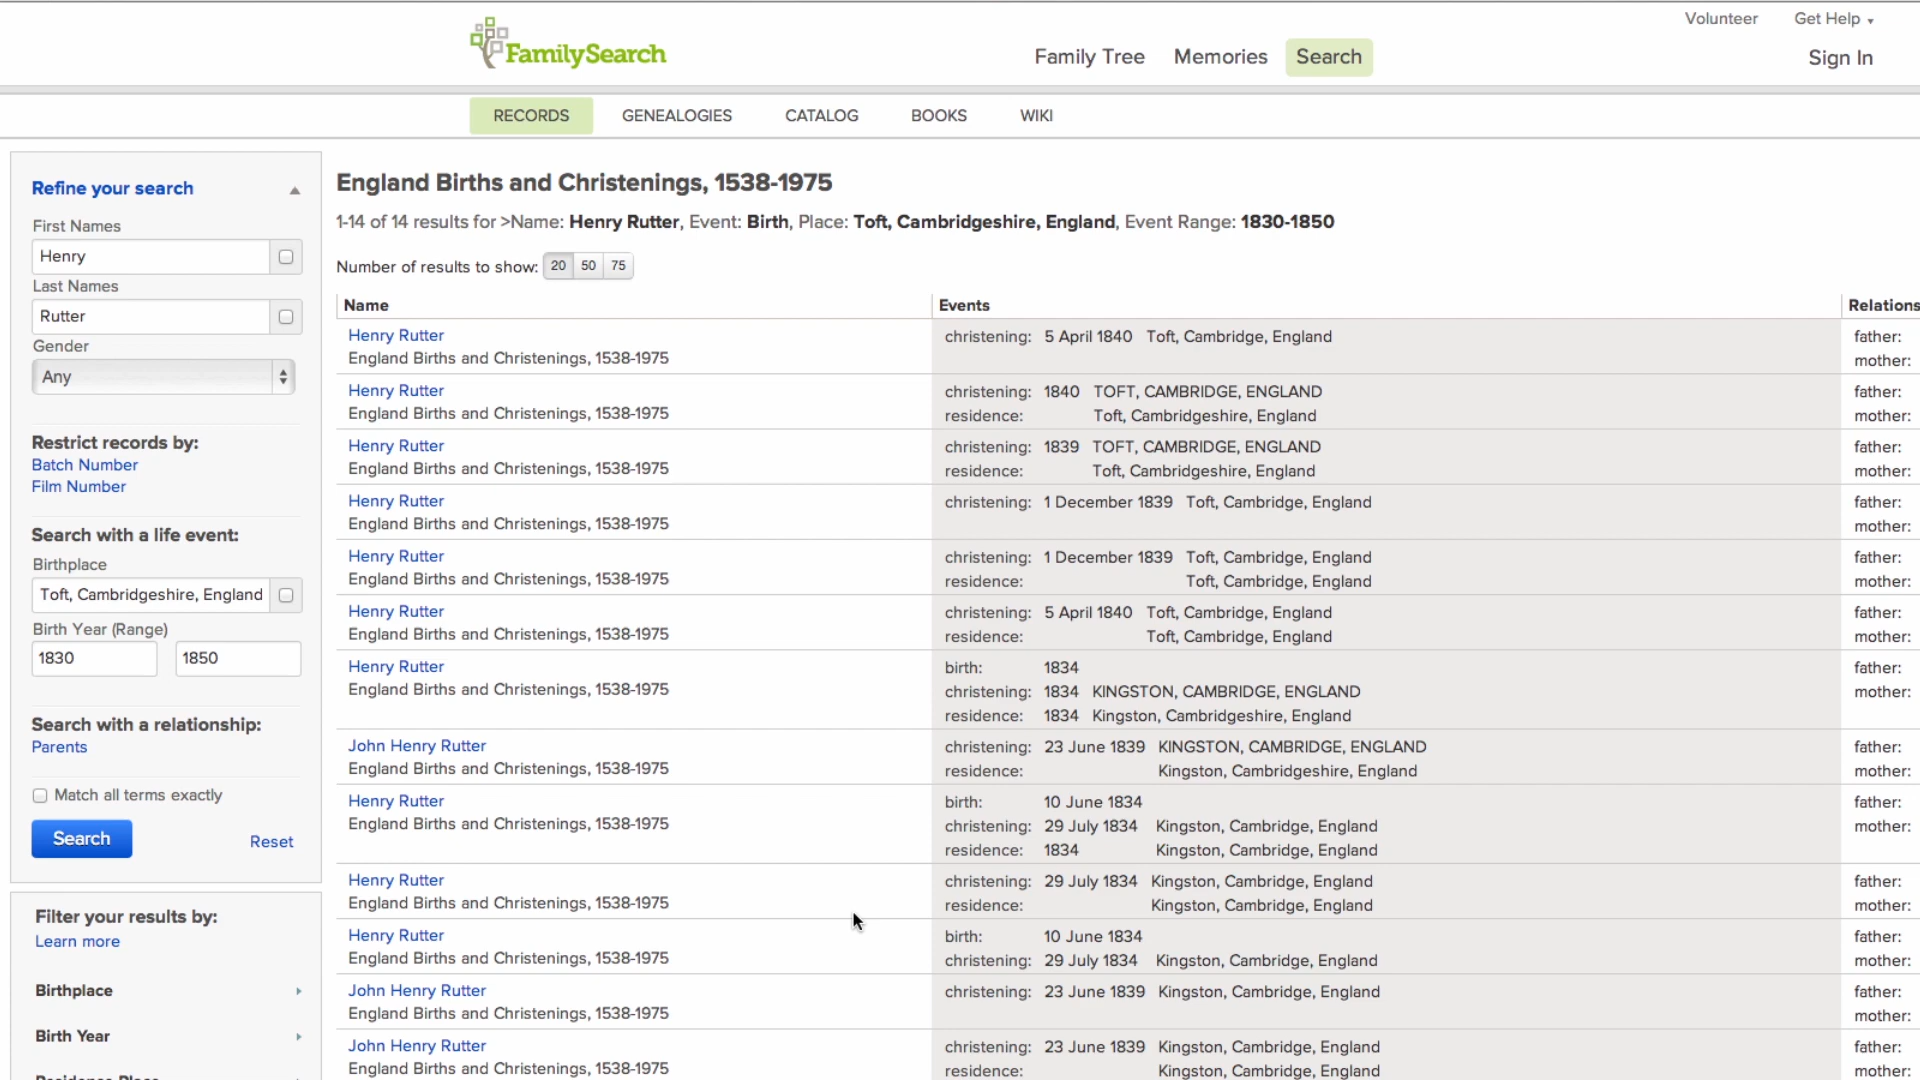 Volunteer
Get Help
FamilySearch
Family Tree
Memories
Search
Sign In
RECORDS
GENEALOGIES
CATALOG
BOOKS
WIKI
Refine your search
First Names
Henry
Last Names
Rutter
Gender
Any
Restrict records by:
Batch Number
Film Number
Search with a life event:
Birthplace
Toft, Cambridgeshire, England
Birth Year (Range)
1830 1850
Search with a relationship:
Parents
Match all terms exactly
Search Reset
Filter your results by:
Learn more
Birthplace
Birth Year
England Births and Christenings, 1538-1975
1-14 of 14 results for >Name: Henry Rutter, Event: Birth, Place: Toft, Cambridgeshire, England, Event Range: 1830-1850
Number of results to show: 20 50 75
Name Events Relations
Henry Rutter christening: 5 April 1840 Toft, Cambridge, England father:
England Births and Christenings, 1538-1975 mother:
Henry Rutter christening: 1840 TOFT, CAMBRIDGE, ENGLAND father:
England Births and Christenings, 1538-1975 residence: Toft, Cambridgeshire, England mother:
Henry Rutter christening: 1839 TOFT, CAMBRIDGE, ENGLAND father:
England Births and Christenings, 1538-1975 residence: Toft, Cambridgeshire, England mother:
Henry Rutter christening: 1 December 1839 Toft, Cambridge, England father:
England Births and Christenings, 1538-1975 mother:
Henry Rutter christening: 1 December 1839 Toft, Cambridge, England father:
England Births and Christenings, 1538-1975 residence: Toft, Cambridge, England mother:
Henry Rutter christening: 5 April 1840 Toft, Cambridge, England father:
England Births and Christenings, 1538-1975 residence: Toft, Cambridge, England mother:
Henry Rutter birth: 1834 father:
England Births and Christenings, 1538-1975 christening: 1834 KINGSTON, CAMBRIDGE, ENGLAND mother:
residence: 1834 Kingston, Cambridgeshire, England
John Henry Rutter christening: 23 June 1839 KINGSTON, CAMBRIDGE, ENGLAND father:
England Births and Christenings, 1538-1975 residence: Kingston, Cambridgeshire, England mother:
Henry Rutter birth: 10 June 1834 father:
England Births and Christenings, 1538-1975 christening: 29 July 1834 Kingston, Cambridge, England mother:
residence: 1834 Kingston, Cambridge, England
Henry Rutter christening: 29 July 1834 Kingston, Cambridge, England father:
England Births and Christenings, 1538-1975 residence: Kingston, Cambridge, England mother:
Henry Rutter birth: 10 June 1834 father:
England Births and Christenings, 1538-1975 christening: 29 July 1834 Kingston, Cambridge, England mother:
John Henry Rutter christening: 23 June 1839 Kingston, Cambridge, England father:
England Births and Christenings, 1538-1975 mother:
John Henry Rutter christening: 23 June 1839 Kingston, Cambridge, England father:
England Births and Christenings, 1538-1975 residence: Kingston, Cambridge, England mother: